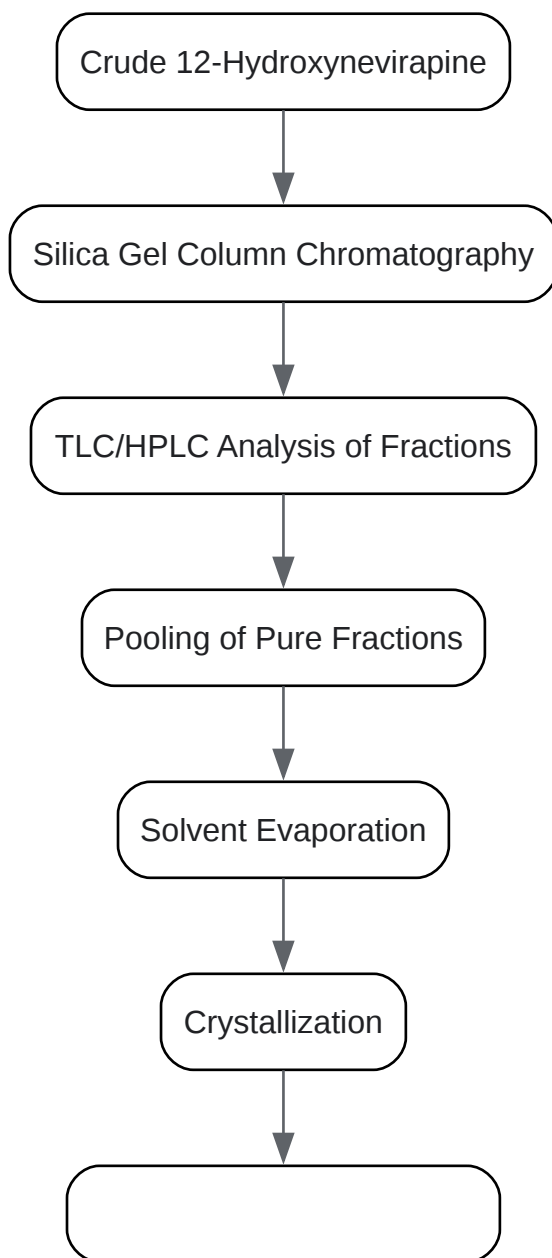 Crude 12-Hydroxynevirapine
Silica Gel Column Chromatography
TLC/HPLC Analysis of Fractions
Pooling of Pure Fractions
Solvent Evaporation
Crystallization